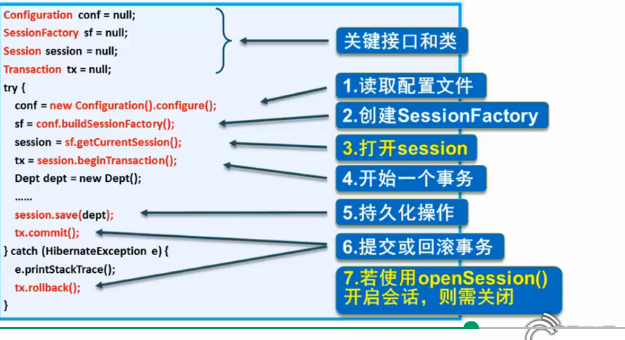 Configuration conf = null;
SessionFactory sf = null;
Session session = null;
Transaction tx = null;
try {
conf = new Configuration().configure();
sf = conf.buildSessionFactory();
session = sf.getCurrentSession();
tx = session.beginTransaction();
Dept dept = new Dept();
......
session.save(dept);
tx.commit();
} catch (HibernateException e) {
e.printStackTrace();
tx.rollback();
}
关键接口和类
1.读取配置文件
2.创建SessionFactory
3.打开session
4.开始一个事务
5.持久化操作
6.提交或回滚事务
7.若使用openSession()
开启会话，则需关闭